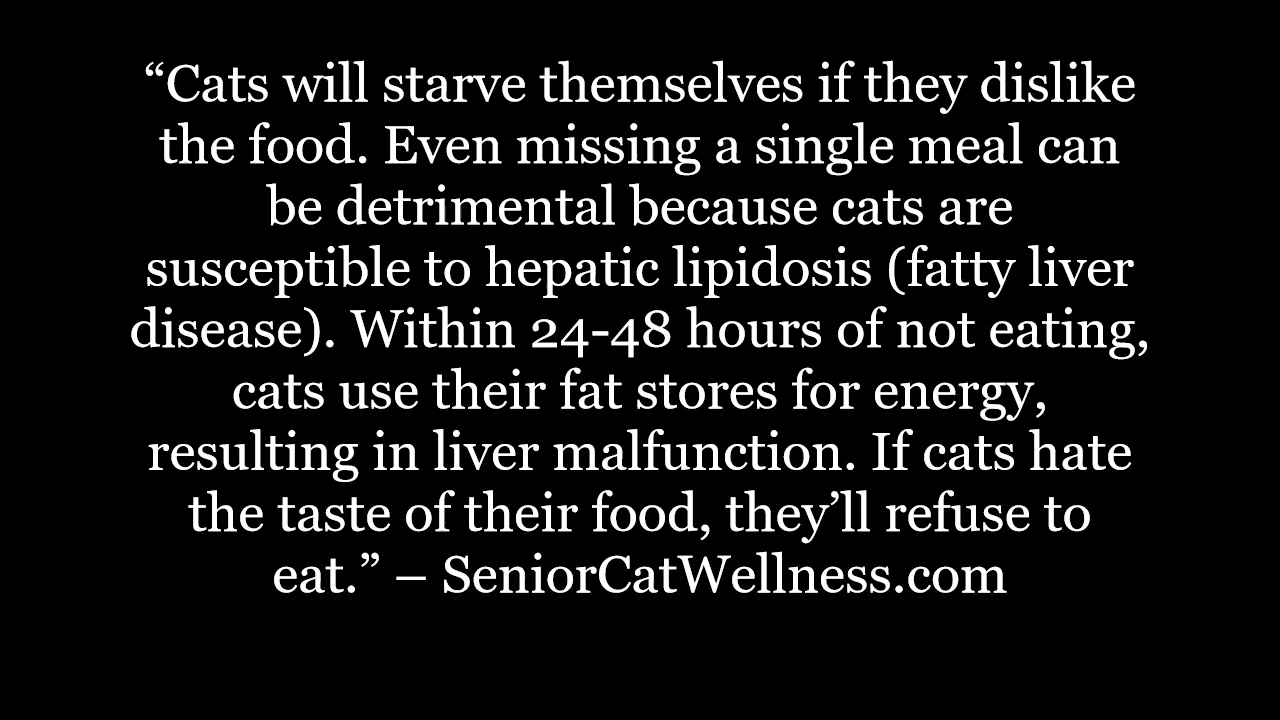 “Cats will starve themselves if they dislike
the food. Even missing a single meal can
be detrimental because cats are
susceptible to hepatic lipidosis (fatty liver
disease). Within 24-48 hours of not eating,
cats use their fat stores for energy,
resulting in liver malfunction. If cats hate
the taste of their food, they’ll refuse to
eat.” – SeniorCatWellness.com